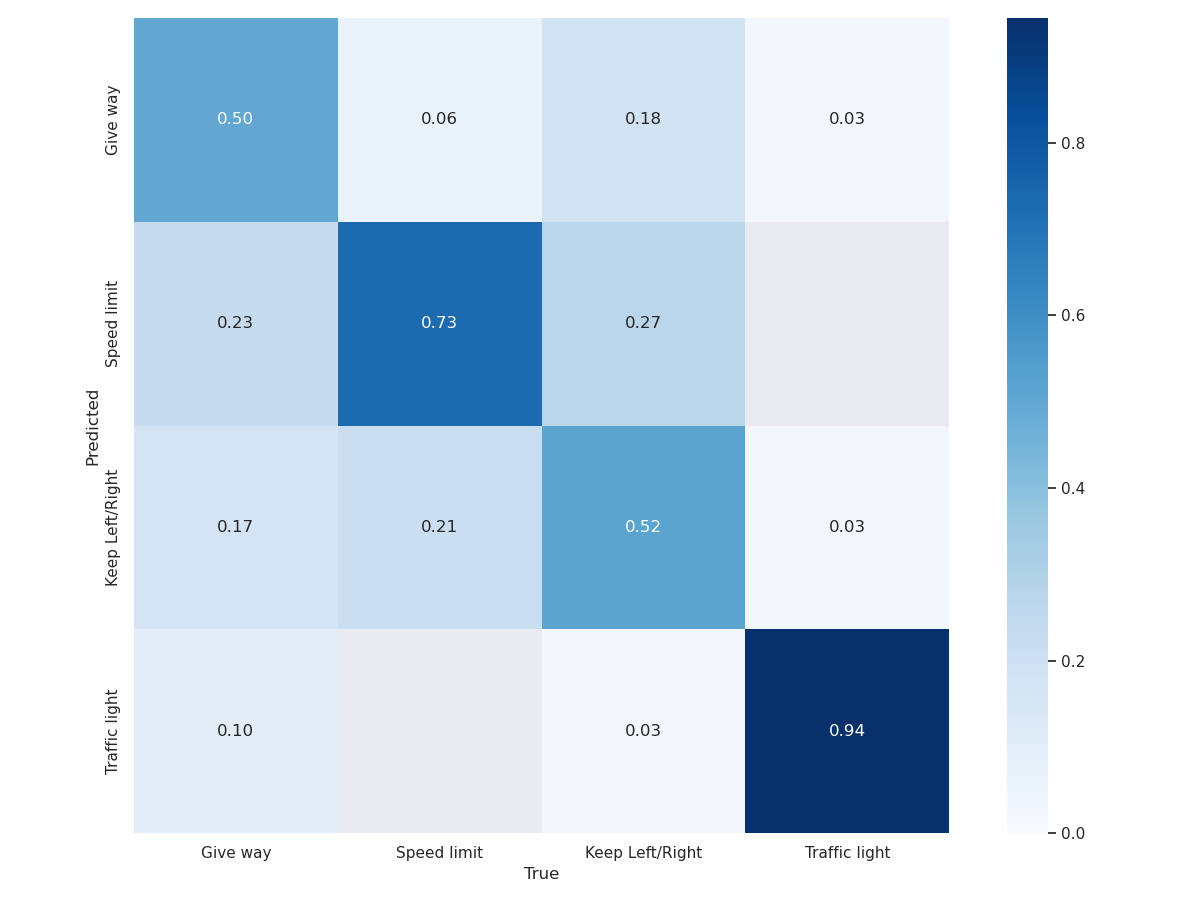 Predicted
Give way
0.50
0.06
0.18
0.03
Speed limit
0.23
0.73
0.27
Keep Left/Right
0.17
0.21
0.52
0.03
Traffic light
0.10
0.03
0.94
Give way
Speed limit
Keep Left/Right
Traffic light
True
0.8
0.6
0.4
0.2
0.0